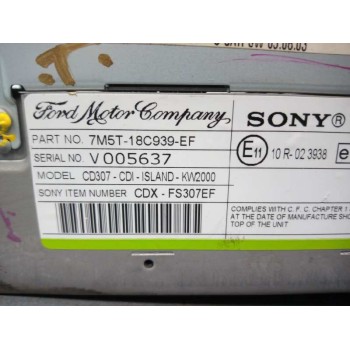 Ford Motor Company
SONY®
PART NO. 7M5T-18C939-EF
SERIAL NO V005637
E11 10 R-02 3938 e
MODEL CD307-CDI-ISLAND-KW2000
SONY ITEM NUMBER CDX-FS307EF
COMPLIES WITH C.F.C. CHAPTER 1
AT THE DATE OF MANUFACTURE
TOP OF THE UNIT